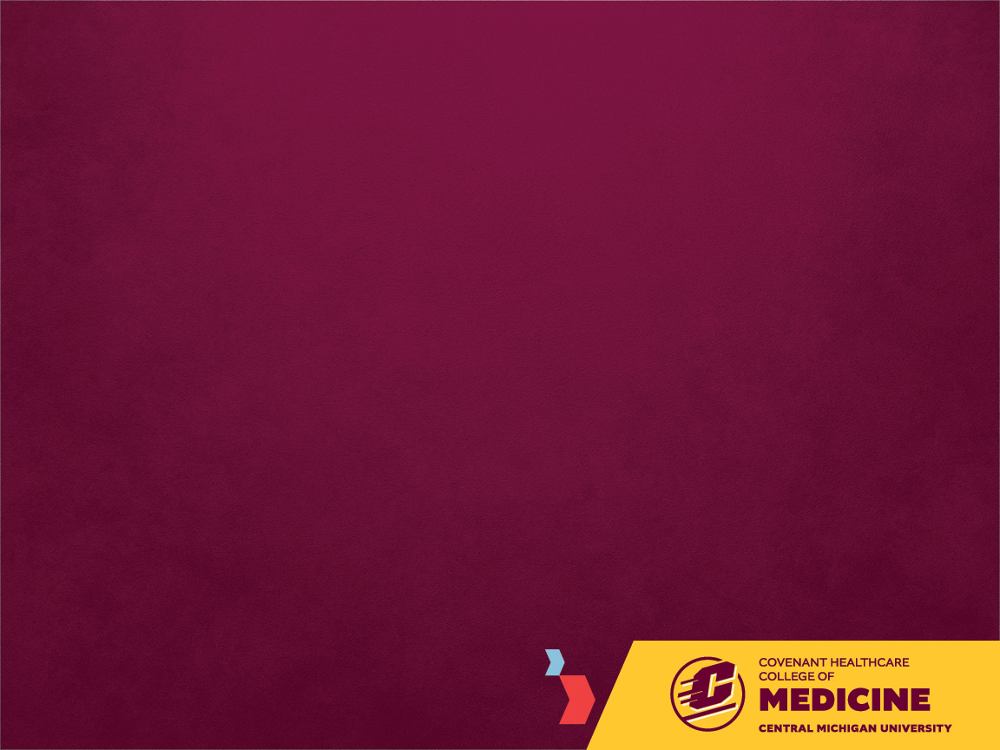 COVENANT HEALTHCARE
COLLEGE OF
MEDICINE
CENTRAL MICHIGAN UNIVERSITY